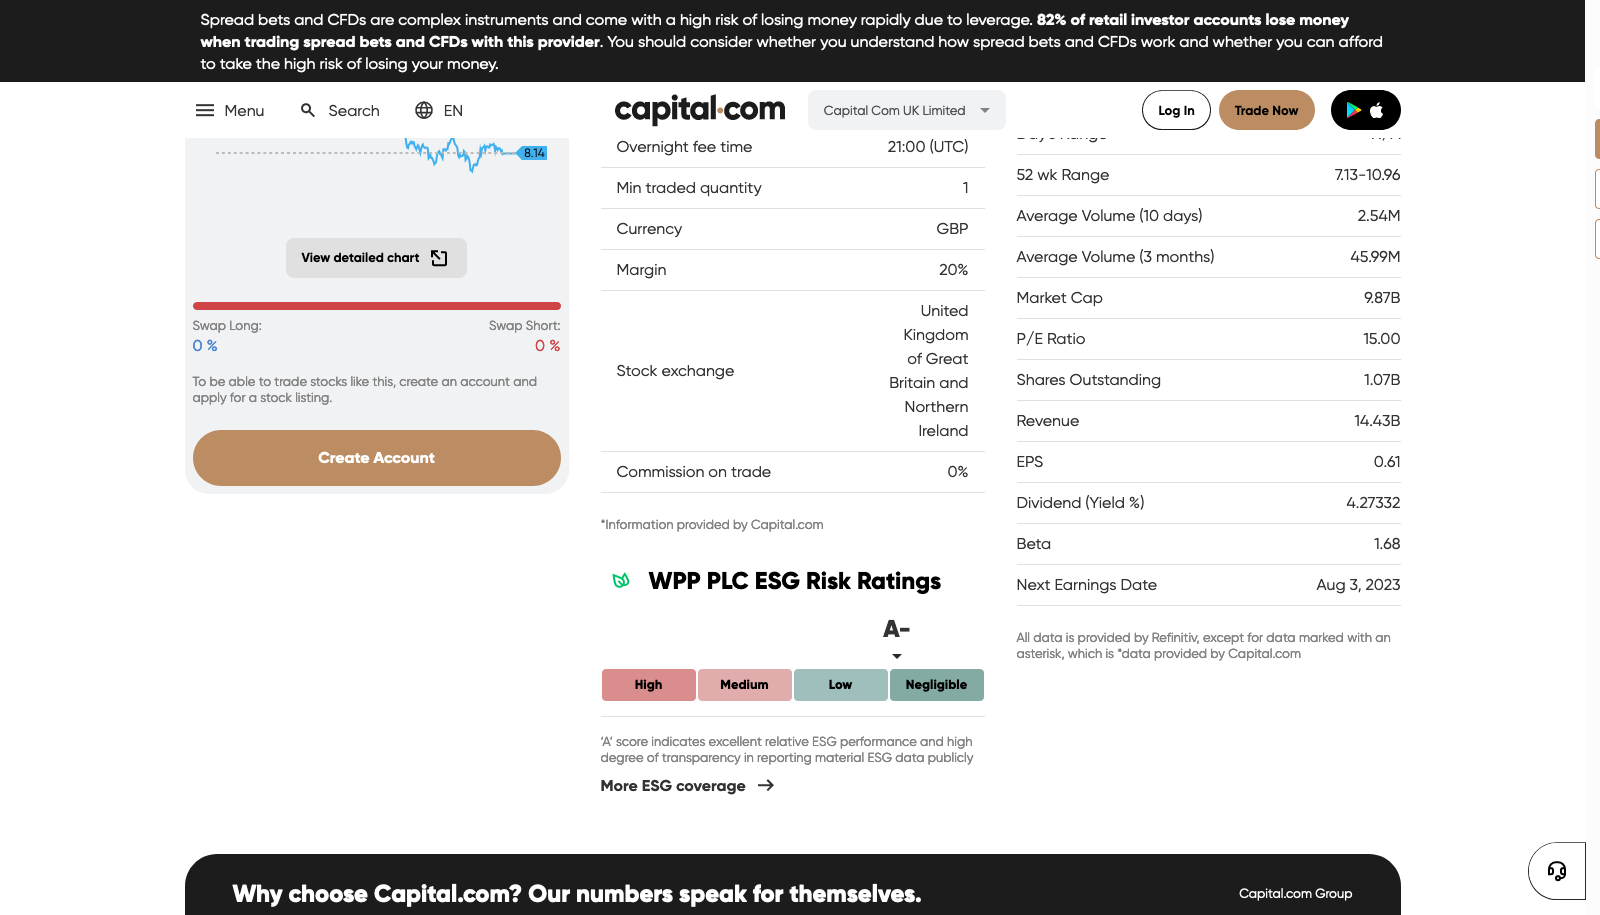 Spread bets and CFDs are complex instruments and come with a high risk of losing money rapidly due to leverage. 82% of retail investor accounts lose money
when trading spread bets and CFDs with this provider. You should consider whether you understand how spread bets and CFDs work and whether you can afford
to take the high risk of losing your money.
Menu
Search
EN
capital.com
Capital Com UK Limited
Log In
Trade Now
8.14
View detailed chart
Swap Long:
Swap Short:
0 %
0 %
To be able to trade stocks like this, create an account and
apply for a stock listing.
Create Account
Overnight fee time 21:00 (UTC)
Min traded quantity 1
Currency GBP
Margin 20%
Stock exchange
United
Kingdom
of Great
Britain and
Northern
Ireland
Commission on trade 0%
*Information provided by Capital.com
WPP PLC ESG Risk Ratings
A-
High Medium Low Negligible
‘A’ score indicates excellent relative ESG performance and high
degree of transparency in reporting material ESG data publicly
More ESG coverage
52 wk Range 7.13-10.96
Average Volume (10 days) 2.54M
Average Volume (3 months) 45.99M
Market Cap 9.87B
P/E Ratio 15.00
Shares Outstanding 1.07B
Revenue 14.43B
EPS 0.61
Dividend (Yield %) 4.27332
Beta 1.68
Next Earnings Date Aug 3, 2023
All data is provided by Refinitiv, except for data marked with an
asterisk, which is *data provided by Capital.com
Why choose Capital.com? Our numbers speak for themselves.
Capital.com Group